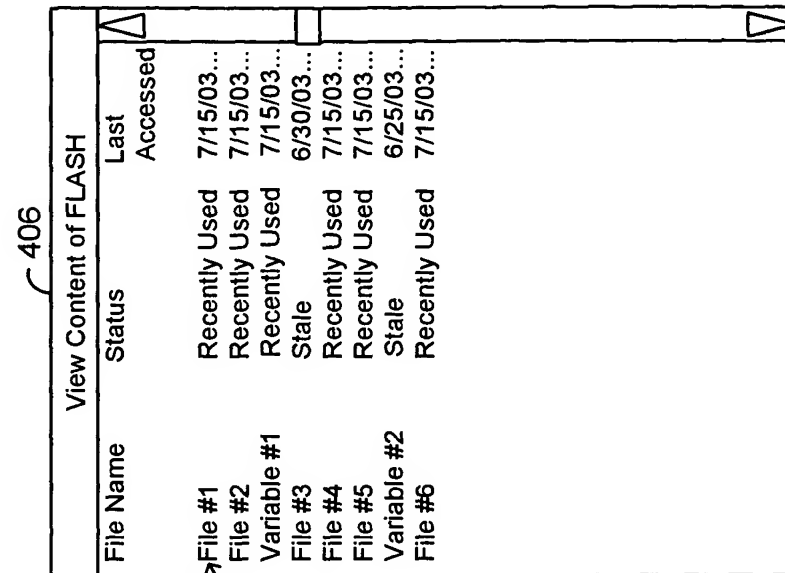 406
View Content of FLASH
File Name Status Last Accessed
File #1 Recently Used 7/15/03...
File #2 Recently Used 7/15/03...
Variable #1 Recently Used 7/15/03...
File #3 Stale 6/30/03...
File #4 Recently Used 7/15/03...
File #5 Recently Used 7/15/03...
Variable #2 Stale 6/25/03...
File #6 Recently Used 7/15/03...